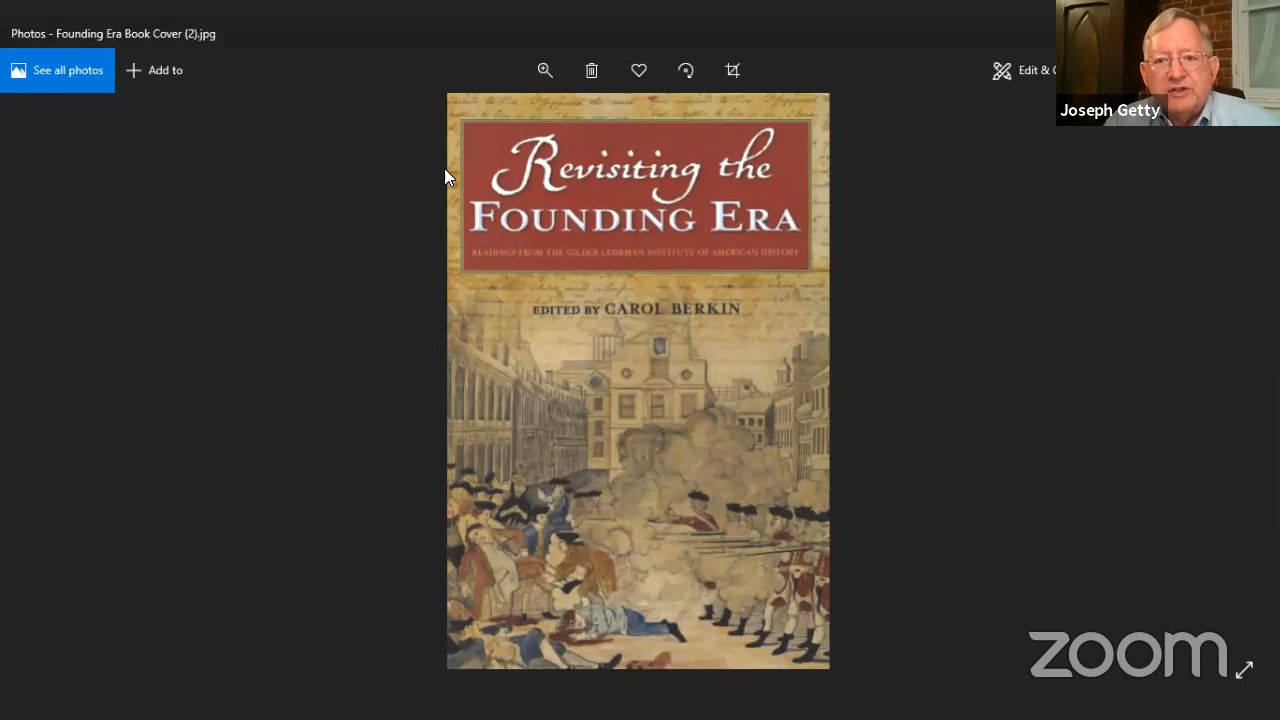 Photos - Founding Era Book Cover (2).jpg
See all photos
Add to
Edit & C
Joseph Getty
Revisiting the
FOUNDING ERA
READINGS FROM THE GILDER LEHRMAN INSTITUTE OF AMERICAN HISTORY
EDITED BY CAROL BERKIN
zoom